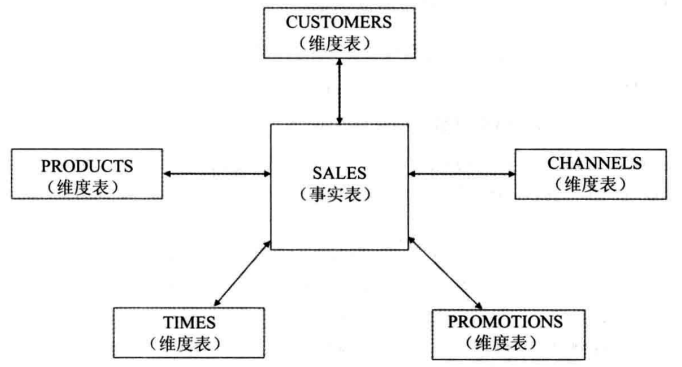 CUSTOMERS
（维度表）
PRODUCTS
（维度表）
SALES
（事实表）
CHANNELS
（维度表）
TIMES
（维度表）
PROMOTIONS
（维度表）